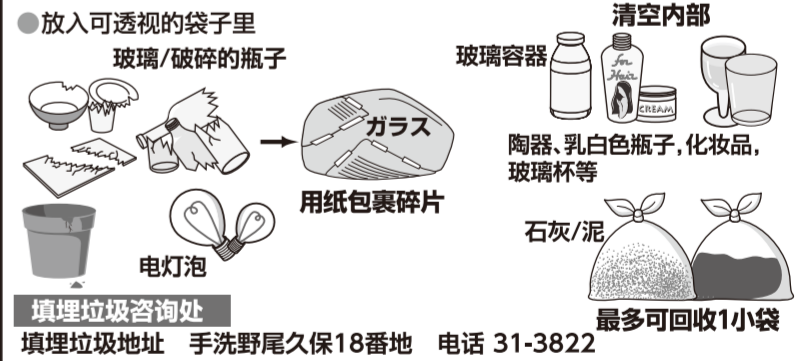 ●放入可透视的袋子里
玻璃/破碎的瓶子
ガラス
用纸包裹碎片
电灯泡
清空内部
玻璃容器
for
Hair
CREAM
陶器、乳白色瓶子,化妆品,
玻璃杯等
石灰/泥
最多可回收1小袋
填埋垃圾咨询处
填埋垃圾地址 手洗野尾久保18番地 电话 31-3822